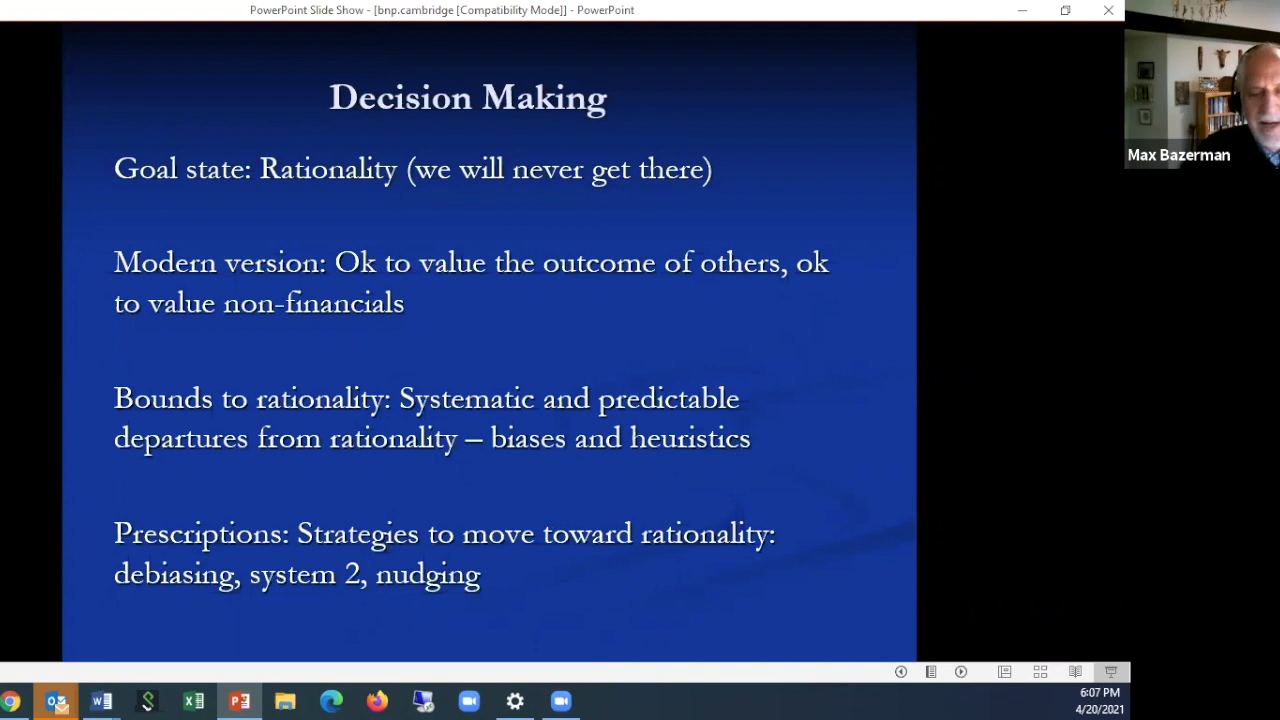 PowerPoint Slide Show - [bnp.cambridge [Compatibility Mode]] - PowerPoint
Decision Making
Goal state: Rationality (we will never get there)
Modern version: Ok to value the outcome of others, ok
to value non-financials
Bounds to rationality: Systematic and predictable
departures from rationality – biases and heuristics
Prescriptions: Strategies to move toward rationality:
debiasing, system 2, nudging
Max Bazerman
6:07 PM
4/20/2021